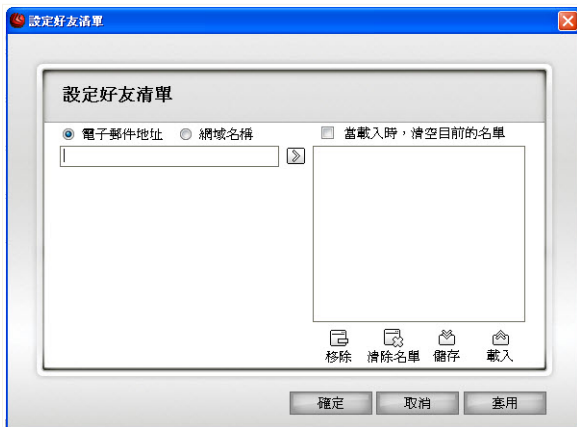 設定好友清單
設定好友清單
電子郵件地址 網域名稱
當載入時，清空目前的名單
移除 清除名單 儲存 載入
確定 取消 套用